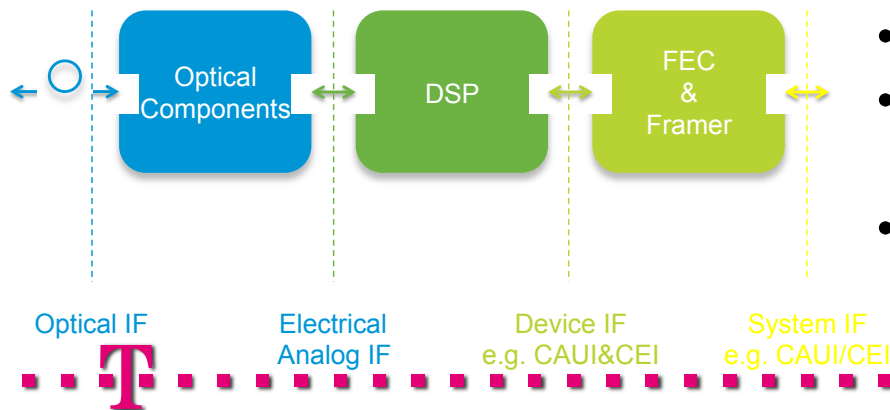 Optical
Components
DSP
FEC
&
Framer
Optical IF
Electrical
Analog IF
Device IF
e.g. CAUI&CEI
System IF
e.g. CAUI/CEI
T